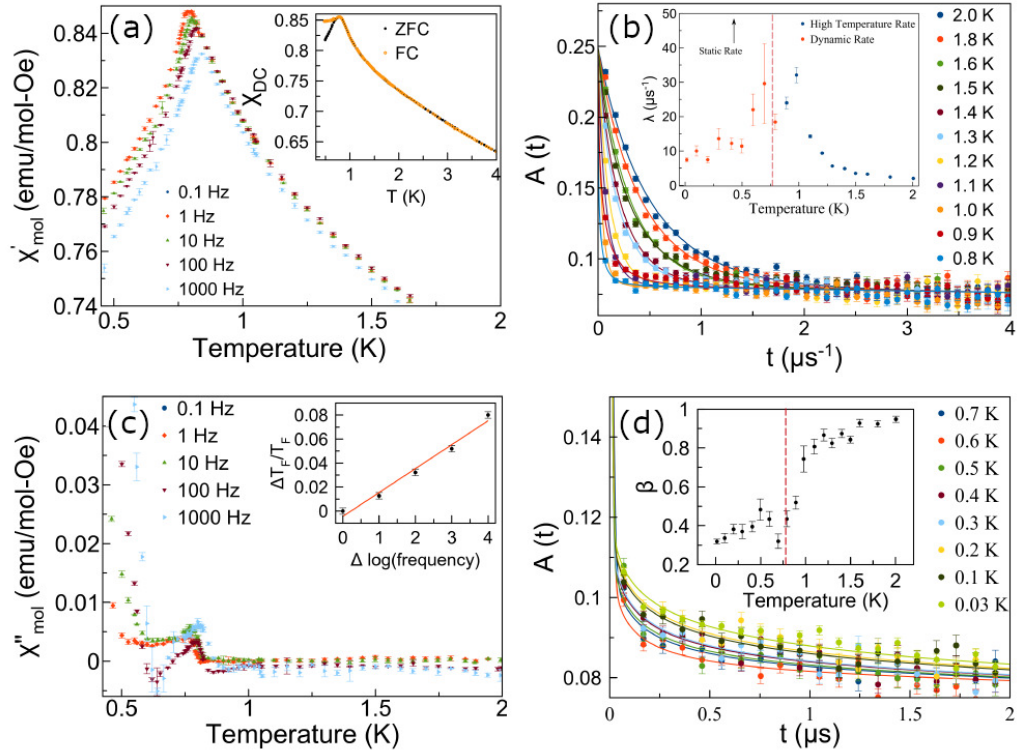 (a)
χ'mol (emu/mol-Oe)
0.84
0.82
0.8
0.78
0.76
0.74
0.5
1
1.5
2
Temperature (K)
0.1 Hz
1 Hz
10 Hz
100 Hz
1000 Hz
ZFC
FC
χDC
0.85
0.8
0.75
0.7
0.65
1
2
3
4
T (K)
(b)
A (t)
0.25
0.2
0.15
0.1
0
1
2
3
4
t (μs⁻¹)
2.0 K
1.8 K
1.6 K
1.5 K
1.4 K
1.3 K
1.2 K
1.1 K
1.0 K
0.9 K
0.8 K
High Temperature Rate
Dynamic Rate
Static Rate
λ (μs⁻¹)
50
40
30
20
10
0
0
0.5
1
1.5
2
Temperature (K)
(c)
χ''mol (emu/mol-Oe)
0.04
0.03
0.02
0.01
0
0.5
1
1.5
2
Temperature (K)
0.1 Hz
1 Hz
10 Hz
100 Hz
1000 Hz
ΔTF/TF
0.08
0.06
0.04
0.02
0
0
1
2
3
4
Δ log(frequency)
(d)
A (t)
0.14
0.12
0.1
0.08
0
0.5
1
1.5
2
t (μs)
0.7 K
0.6 K
0.5 K
0.4 K
0.3 K
0.2 K
0.1 K
0.03 K
β
1
0.8
0.6
0.4
0.2
0
0.5
1.0
1.5
2
Temperature (K)